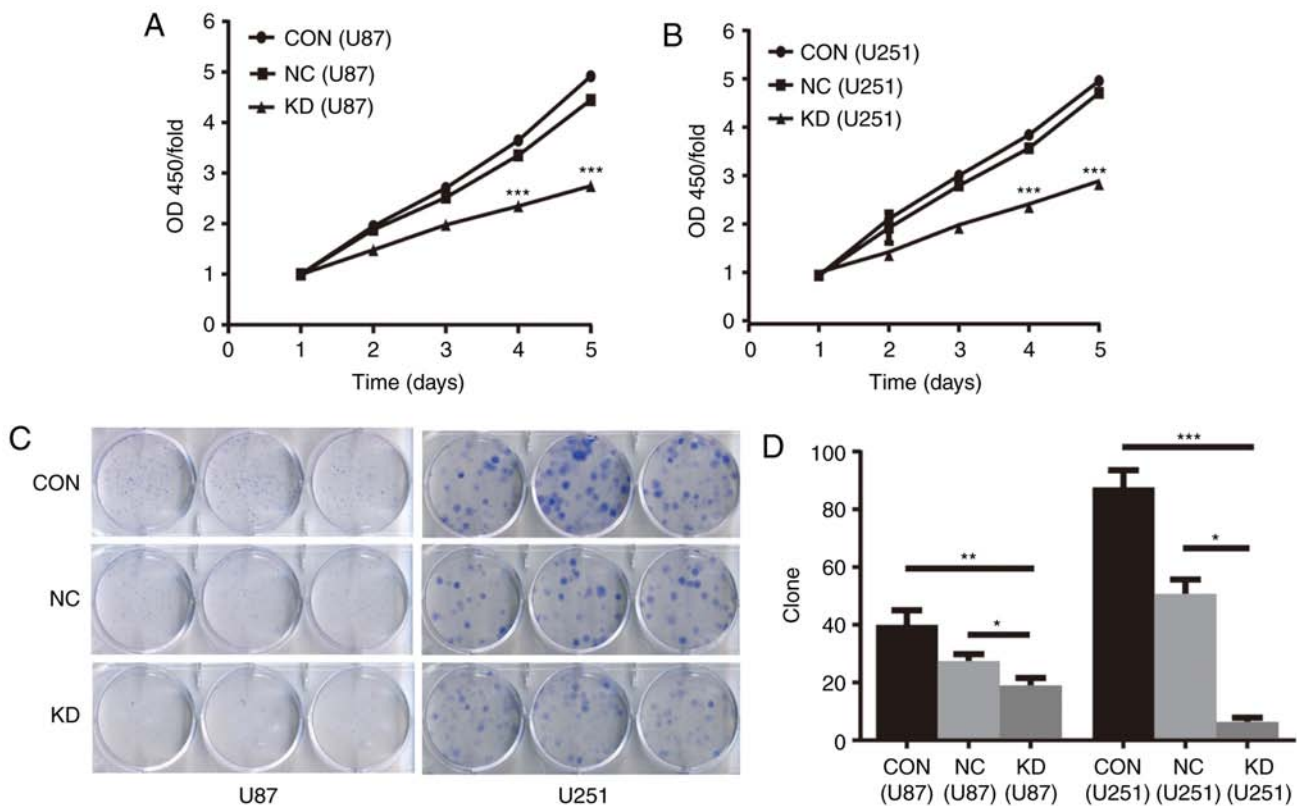 A
CON (U87)
NC (U87)
KD (U87)
OD 450/fold
6
5
4
3
2
1
0
***
***
0 1 2 3 4 5
Time (days)
B
CON (U251)
NC (U251)
KD (U251)
OD 450/fold
6
5
4
3
2
1
0
***
***
0 1 2 3 4 5
Time (days)
C
CON
NC
KD
U87 U251
D
Clone
100
80
60
40
20
0
**
*
***
*
CON NC KD CON NC KD
(U87) (U87) (U87) (U251) (U251) (U251)